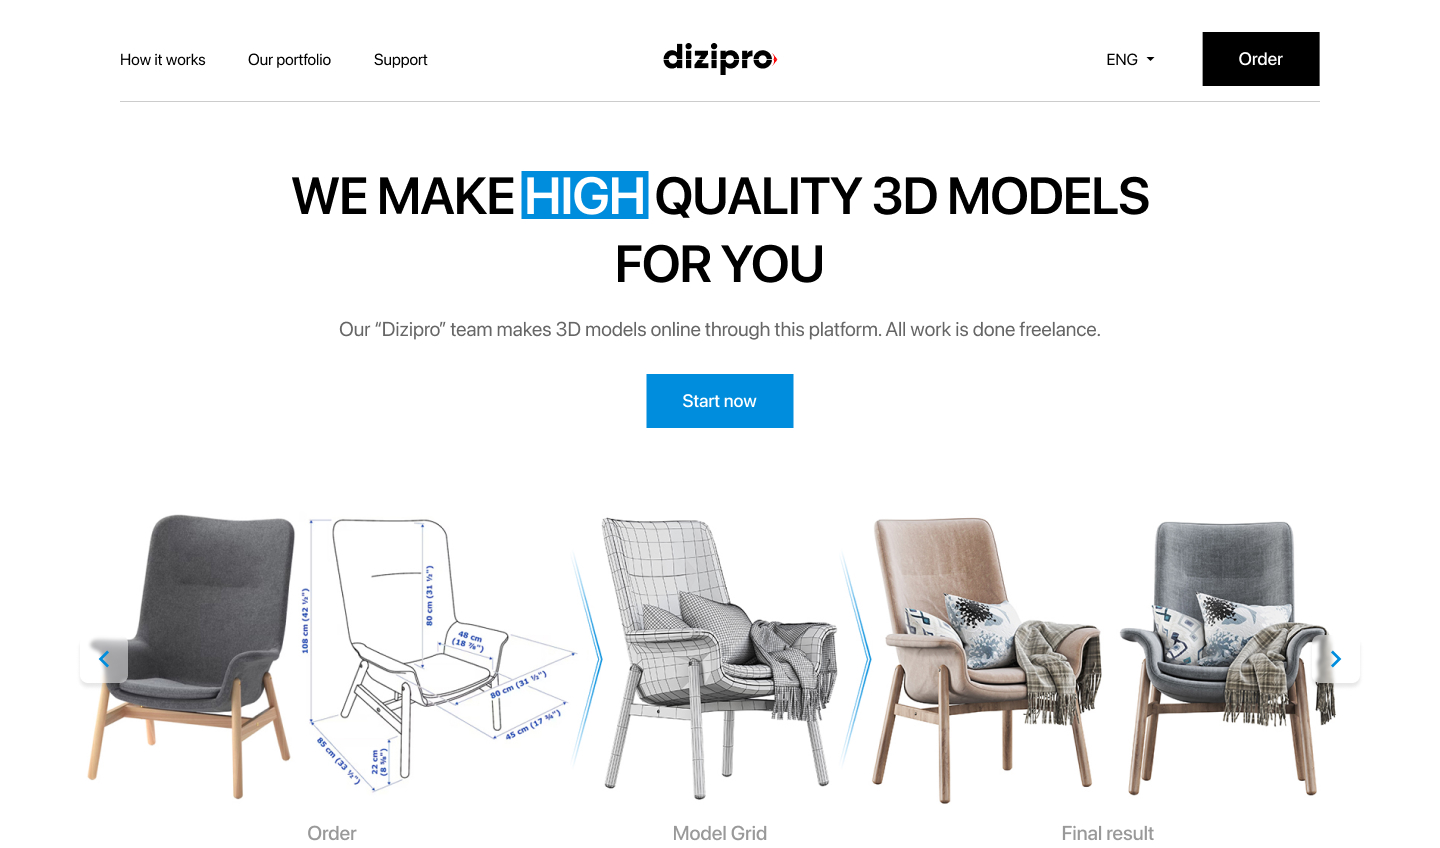 How it works
Our portfolio
Support
dizipro
ENG
Order
WE MAKE HIGH QUALITY 3D MODELS
FOR YOU
Our “Dizipro” team makes 3D models online through this platform. All work is done freelance.
Start now
108 cm (42 ½")
80 cm (31 ½")
48 cm
(18 ⅞")
80 cm (31 ½")
45 cm (17 ¾")
85 cm (33 ½")
22 cm
(8 ⅝")
Order
Model Grid
Final result